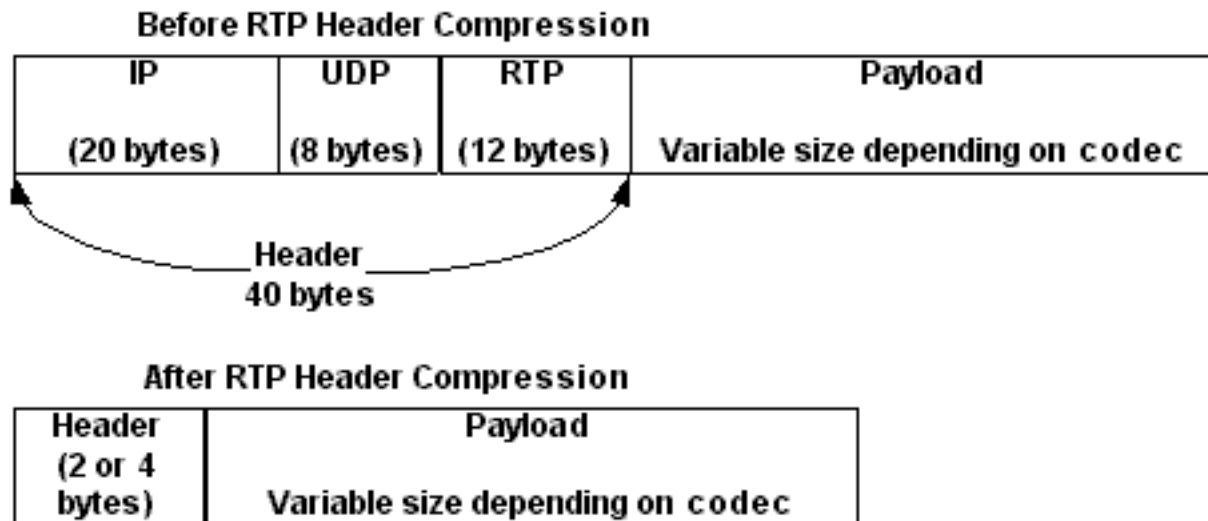 Before RTP Header Compression
IP UDP RTP Payload
(20 bytes) (8 bytes) (12 bytes) Variable size depending on codec
Header
40 bytes
After RTP Header Compression
Header Payload
(2 or 4
bytes) Variable size depending on codec